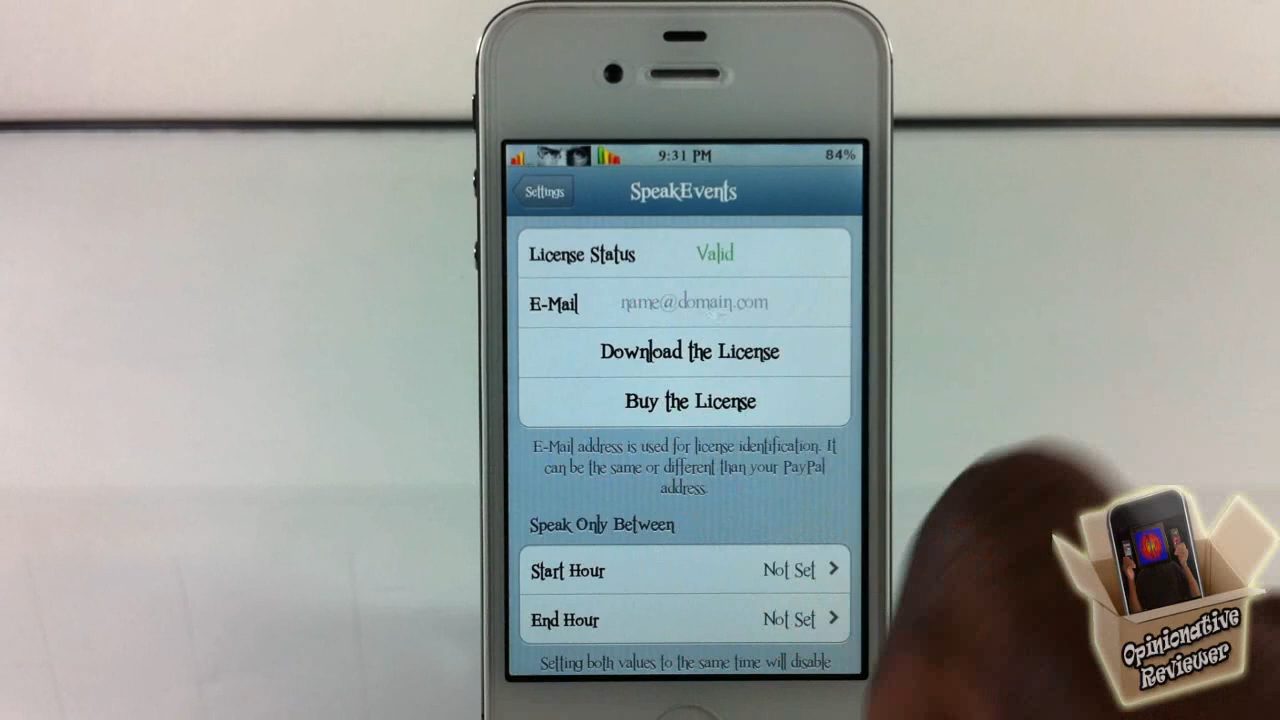 9:31 PM 84%
Settings SpeakEvents
License Status Valid
E-Mail name@domain.com
Download the License
Buy the License
E-Mail address is used for license identification. It
can be the same or different than your PayPal
address.
Speak Only Between
Start Hour Not Set
End Hour Not Set
Setting both values to the same time will disable
Opinionative
Reviewer